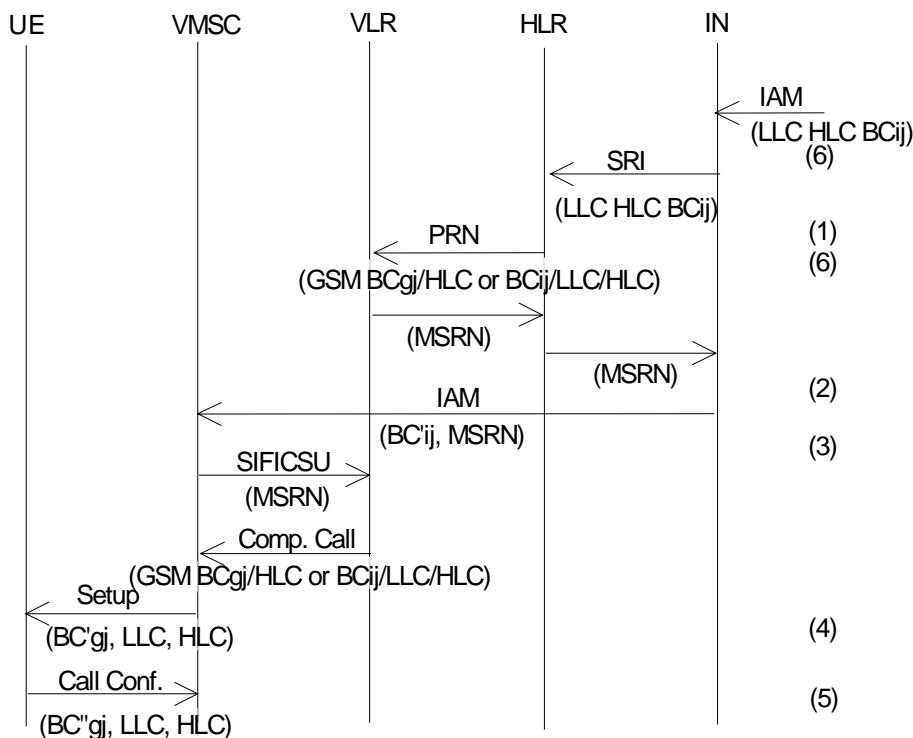 UE VMSC VLR HLR IN
IAM
(LLC HLC BCij)
(6)
SRI
(LLC HLC BCij)
(1)
PRN
(6)
(GSM BCgj/HLC or BCij/LLC/HLC)
(MSRN)
(MSRN)
(2)
IAM
(BC'ij, MSRN)
(3)
SIFICSU
(MSRN)
Comp. Call
(GSM BCgj/HLC or BCij/LLC/HLC)
Setup
(BC'gj, LLC, HLC)
(4)
Call Conf.
(5)
(BC"gj, LLC, HLC)